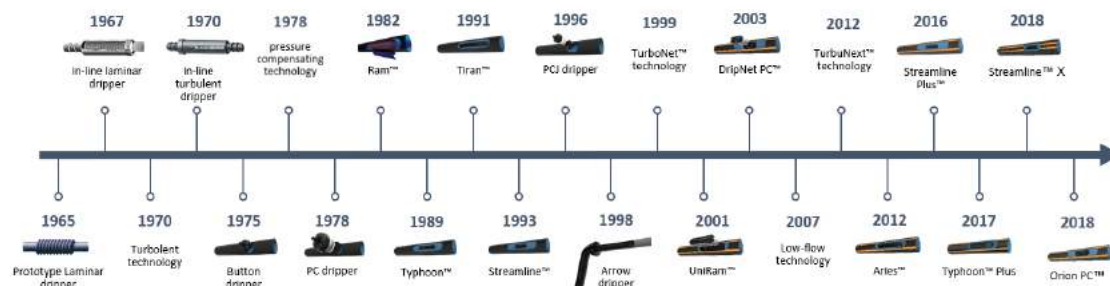 1967
In-line laminar
dripper
1970
In-line
turbulent
dripper
1978
pressure
compensating
technology
1982
Ram™
1991
Tiran™
1996
PCJ dripper
1999
TurboNet™
technology
2003
DripNet PC™
2012
TurbuNext™
technology
2016
Streamline
Plus™
2018
Streamline™ X
1965
Prototype Laminar
dripper
1970
Turbolent
technology
1975
Button
dripper
1978
PC dripper
1989
Typhoon™
1993
Streamline™
1998
Arrow
dripper
2001
UniRam™
2007
Low-flow
technology
2012
Aries™
2017
Typhoon™ Plus
2018
Orion PC™